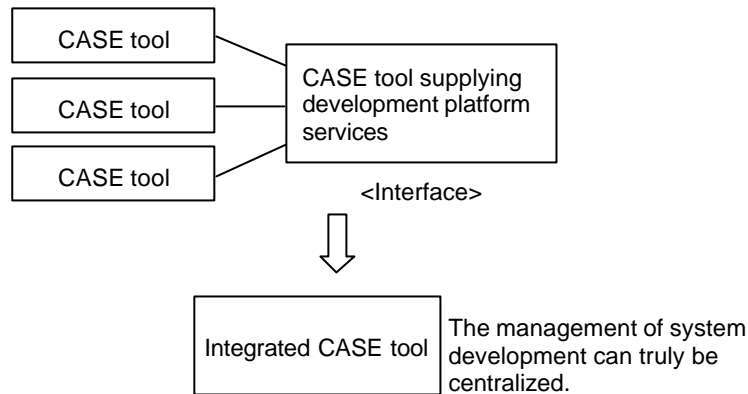 CASE tool
CASE tool
CASE tool
CASE tool supplying
development platform
services
<Interface>
Integrated CASE tool
The management of system
development can truly be
centralized.